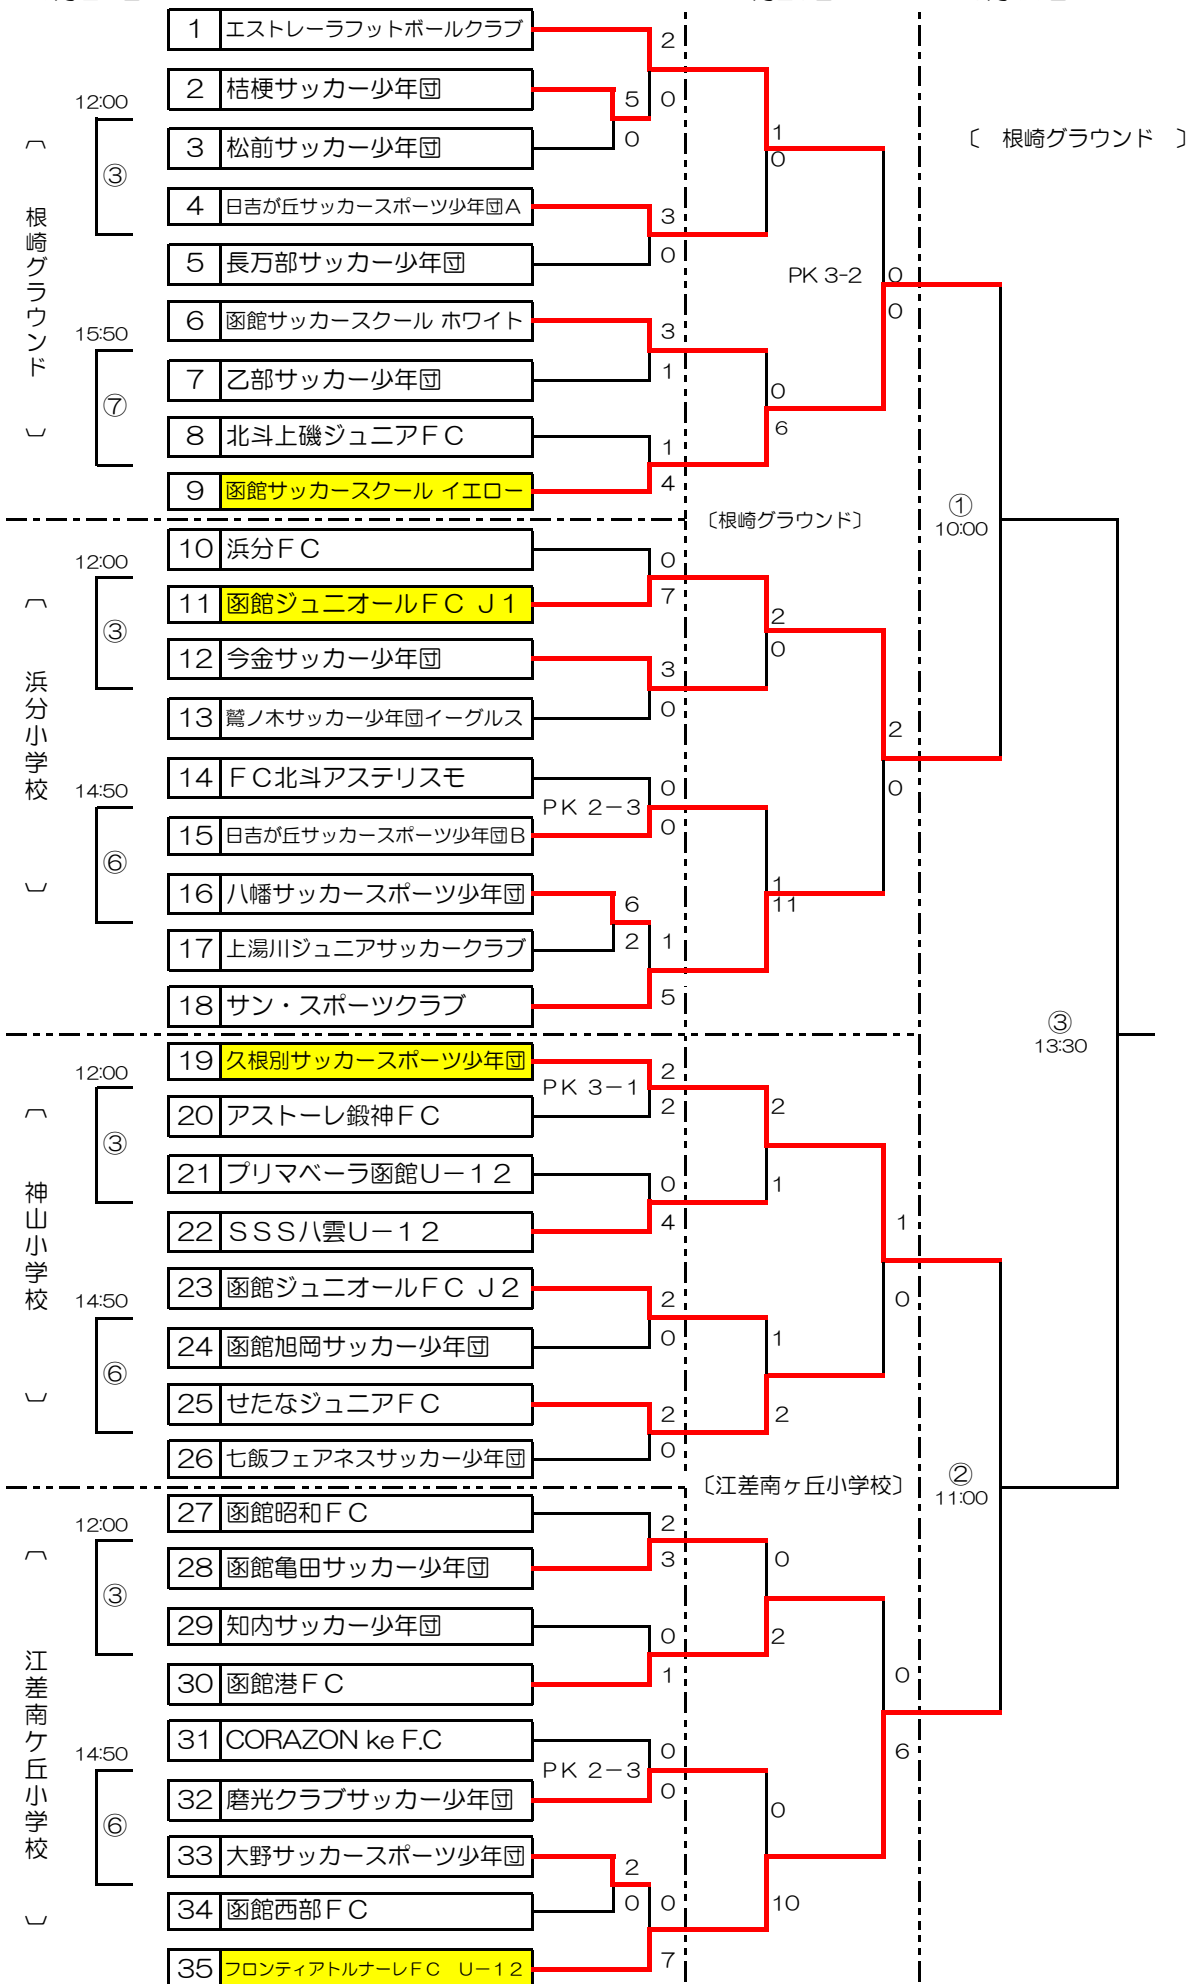 1 エストレーラフットボールクラブ
2
2 桔梗サッカー少年団
12:00
5 0
3 松前サッカー少年団
0
1
0
〔 根崎グラウンド 〕
③
4 日吉が丘サッカースポーツ少年団A
3
5 長万部サッカー少年団
0
PK 3-2
0
0
〔 根崎グラウンド 〕
6 函館サッカースクール ホワイト
3
15:50
7 乙部サッカー少年団
1
⑦
0
6
8 北斗上磯ジュニアFC
1
9 函館サッカースクール イエロー
4
①
10:00
〔根崎グラウンド〕
10 浜分FC
0
12:00
11 函館ジュニオールFC J1
7
2
0
③
12 今金サッカー少年団
3
13 鷲ノ木サッカー少年団イーグルス
0
2
0
〔 浜分小学校 〕
14 FC北斗アステリスモ
0
14:50
PK 2-3
15 日吉が丘サッカースポーツ少年団B
0
⑥
16 八幡サッカースポーツ少年団
6
1
11
17 上湯川ジュニアサッカークラブ
2 1
18 サン・スポーツクラブ
5
③
13:30
19 久根別サッカースポーツ少年団
2
12:00
PK 3-1
20 アストーレ鍛神FC
2
2
③
21 プリマベーラ函館U-12
0
1
22 SSS八雲U-12
4
1
〔 神山小学校 〕
23 函館ジュニオールFC J2
2
0
14:50
24 函館旭岡サッカー少年団
0
1
⑥
25 せたなジュニアFC
2
2
26 七飯フェアネスサッカー少年団
0
②
11:00
〔江差南ヶ丘小学校〕
27 函館昭和FC
2
12:00
28 函館亀田サッカー少年団
3
0
③
29 知内サッカー少年団
0
2
30 函館港FC
1
0
〔 江差南ケ丘小学校 〕
31 CORAZON ke F.C
0
6
14:50
PK 2-3
32 磨光クラブサッカー少年団
0
0
⑥
33 大野サッカースポーツ少年団
2
34 函館西部FC
0 0
10
35 フロンティアトルナーレFC U-12
7